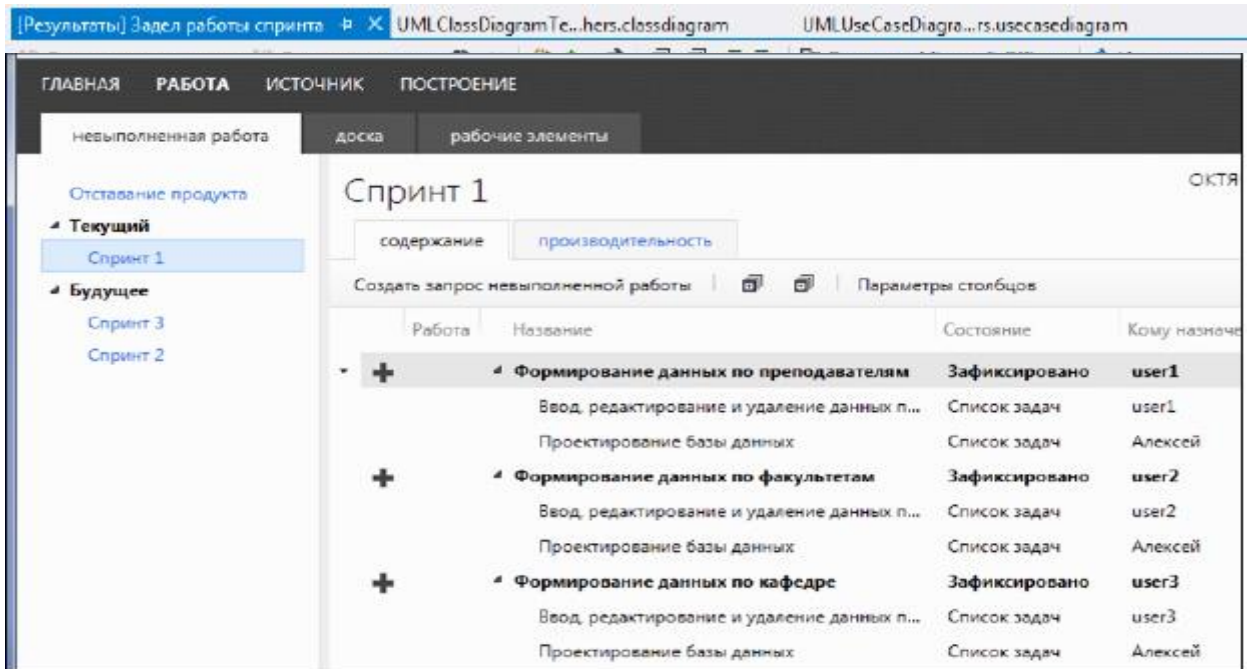 [Результаты] Задел работы спринта UMLClassDiagramTe...hers.classdiagram UMLUseCaseDiagra...rs.usecasediagram
ГЛАВНАЯ РАБОТА ИСТОЧНИК ПОСТРОЕНИЕ
невыполненная работа доска рабочие элементы
Отставание продукта
Текущий
Спринт 1
Будущее
Спринт 3
Спринт 2
Спринт 1 ОКТЯ
содержание производительность
Создать запрос невыполненной работы Параметры столбцов
Работа Название Состояние Кому назначе
Формирование данных по преподавателям Зафиксировано user1
Ввод, редактирование и удаление данных п... Список задач user1
Проектирование базы данных Список задач Алексей
Формирование данных по факультетам Зафиксировано user2
Ввод, редактирование и удаление данных п... Список задач user2
Проектирование базы данных Список задач Алексей
Формирование данных по кафедре Зафиксировано user3
Ввод, редактирование и удаление данных п... Список задач user3
Проектирование базы данных Список задач Алексей